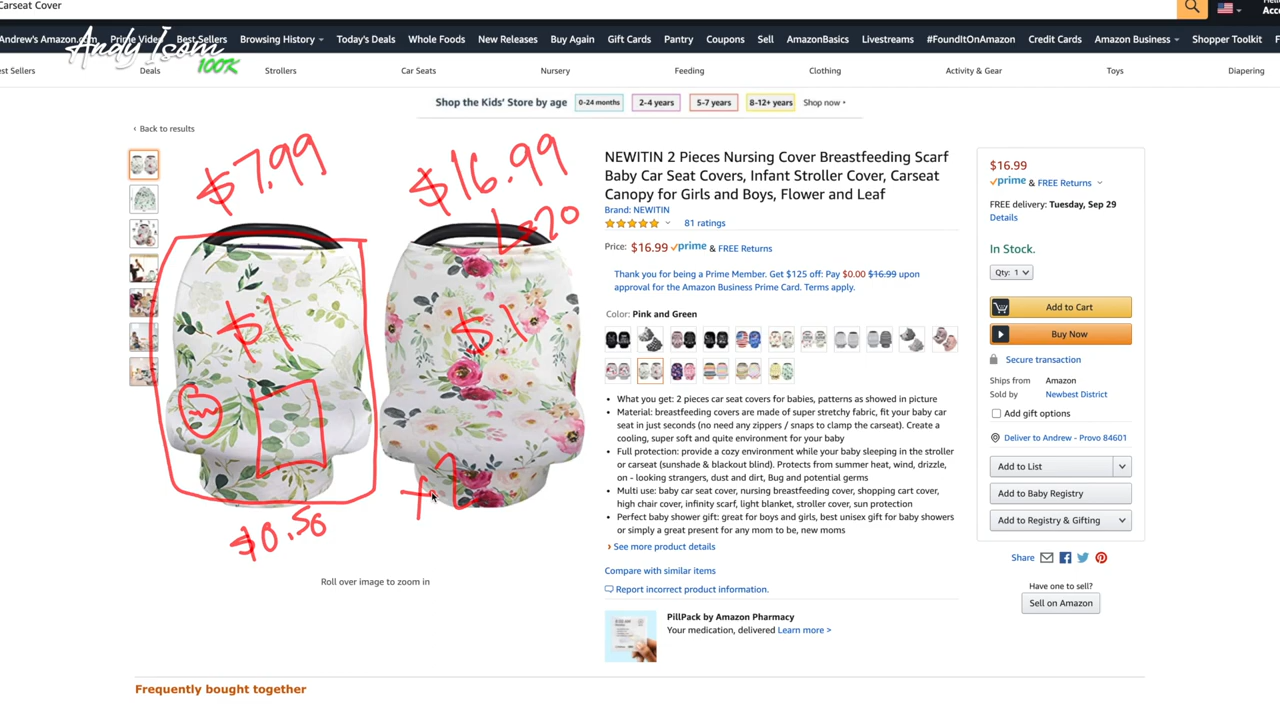 Carseat Cover
Acco
Andrew's Amazon.com Prime Video Best Sellers Browsing History Today's Deals Whole Foods New Releases Buy Again Gift Cards Pantry Coupons AmazonBasics Livestreams #FoundItOnAmazon Credit Cards Amazon Business Shopper Toolkit
Andy Isom
100K
est Sellers Deals Strollers Car Seats Nursery Feeding Clothing Activity & Gear Toys Diapering
Shop the Kids' Store by age 0-24 months 2-4 years 5-7 years 8-12+ years Shop now
‹ Back to results
$7.99
$16.99
20
$1
$1
x2
$0.50
Roll over image to zoom in
NEWITIN 2 Pieces Nursing Cover Breastfeeding Scarf
Baby Car Seat Covers, Infant Stroller Cover, Carseat
Canopy for Girls and Boys, Flower and Leaf
Brand: NEWITIN
81 ratings
Price: $16.99 prime & FREE Returns
Thank you for being a Prime Member. Get $125 off: Pay $0.00 $16.99 upon
approval for the Amazon Business Prime Card. Terms apply.
Color: Pink and Green
• What you get: 2 pieces car seat covers for babies, patterns as showed in picture
• Material: breastfeeding covers are made of super stretchy fabric, fit your baby car
seat in just seconds (no need any zippers / snaps to clamp the carseat). Create a
cooling, super soft and quite environment for your baby
• Full protection: provide a cozy environment while your baby sleeping in the stroller
or carseat (sunshade & blackout blind). Protects from summer heat, wind, drizzle,
on - looking strangers, dust and dirt, Bug and potential germs
• Multi use: baby car seat cover, nursing breastfeeding cover, shopping cart cover,
high chair cover, infinity scarf, light blanket, stroller cover, sun protection
• Perfect baby shower gift: great for boys and girls, best unisex gift for baby showers
or simply a great present for any mom to be, new moms
› See more product details
Compare with similar items
Report incorrect product information.
PillPack by Amazon Pharmacy
Your medication, delivered Learn more >
$16.99
prime & FREE Returns
FREE delivery: Tuesday, Sep 29
Details
In Stock.
Qty: 1
Add to Cart
Buy Now
Secure transaction
Ships from Amazon
Sold by Newbest District
Add gift options
Deliver to Andrew - Provo 84601
Add to List
Add to Baby Registry
Add to Registry & Gifting
Share
Have one to sell?
Sell on Amazon
Frequently bought together